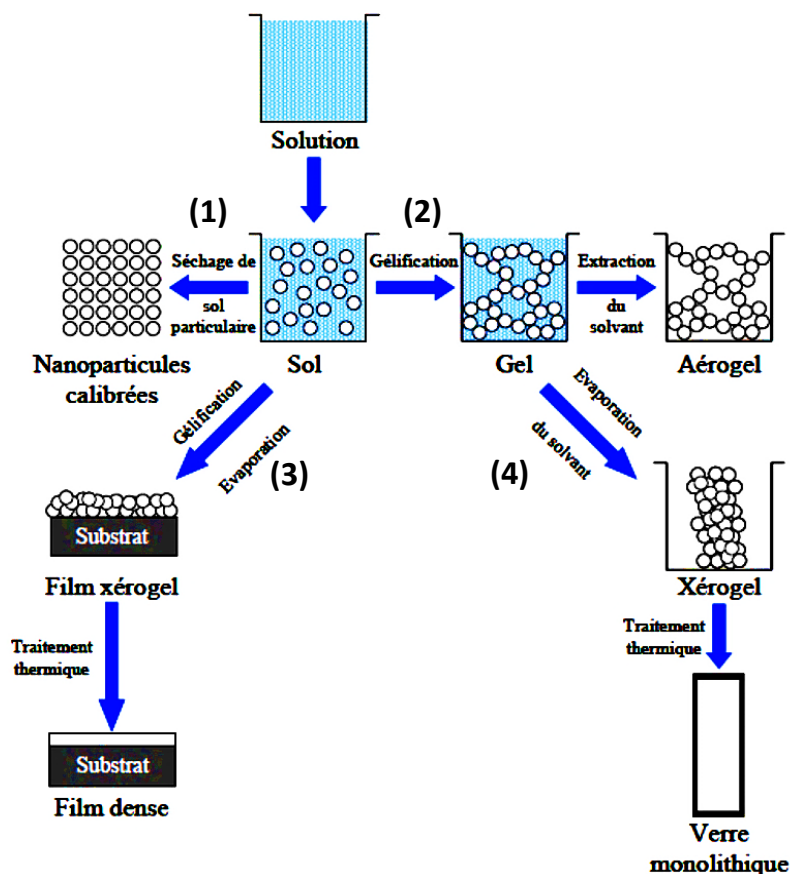 Solution
(1)
(2)
Séchage de
sol
particulaire
Gélification
Extraction
du
solvant
Nanoparticules
calibrées
Sol
Gel
Aérogel
Gélification
Evaporation
(3)
(4)
Evaporation
du solvant
Substrat
Film xérogel
Xérogel
Traitement
thermique
Traitement
thermique
Substrat
Film dense
Verre
monolithique